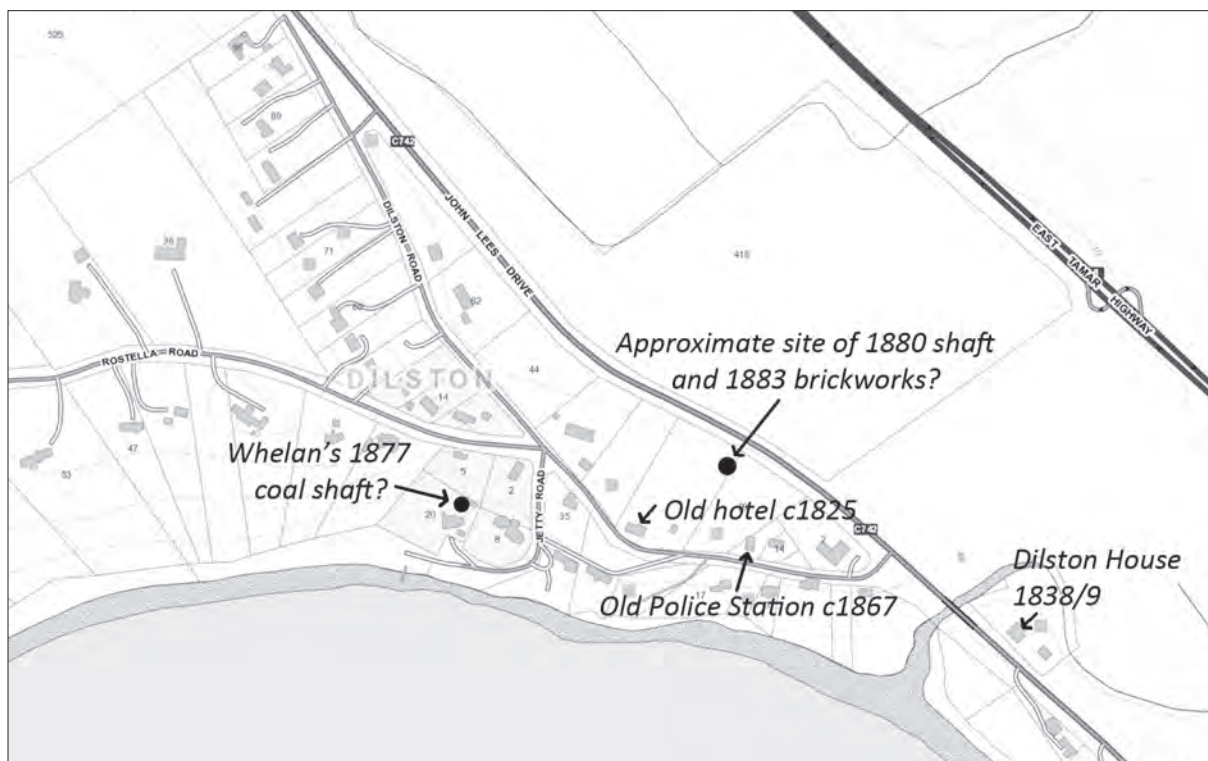 526
89
C742
JOHN LEES DRIVE
DILSTON ROAD
EAST TAMAR HIGHWAY
71
36
418
62
ROSTELLA ROAD
DILSTON
44
14
Approximate site of 1880 shaft
and 1883 brickworks?
47
53
Whelan's 1877
coal shaft?
5
2
20
8
JETTY ROAD
35
Old hotel c1825
C742
14
2
17
Old Police Station c1867
Dilston House
1838/9